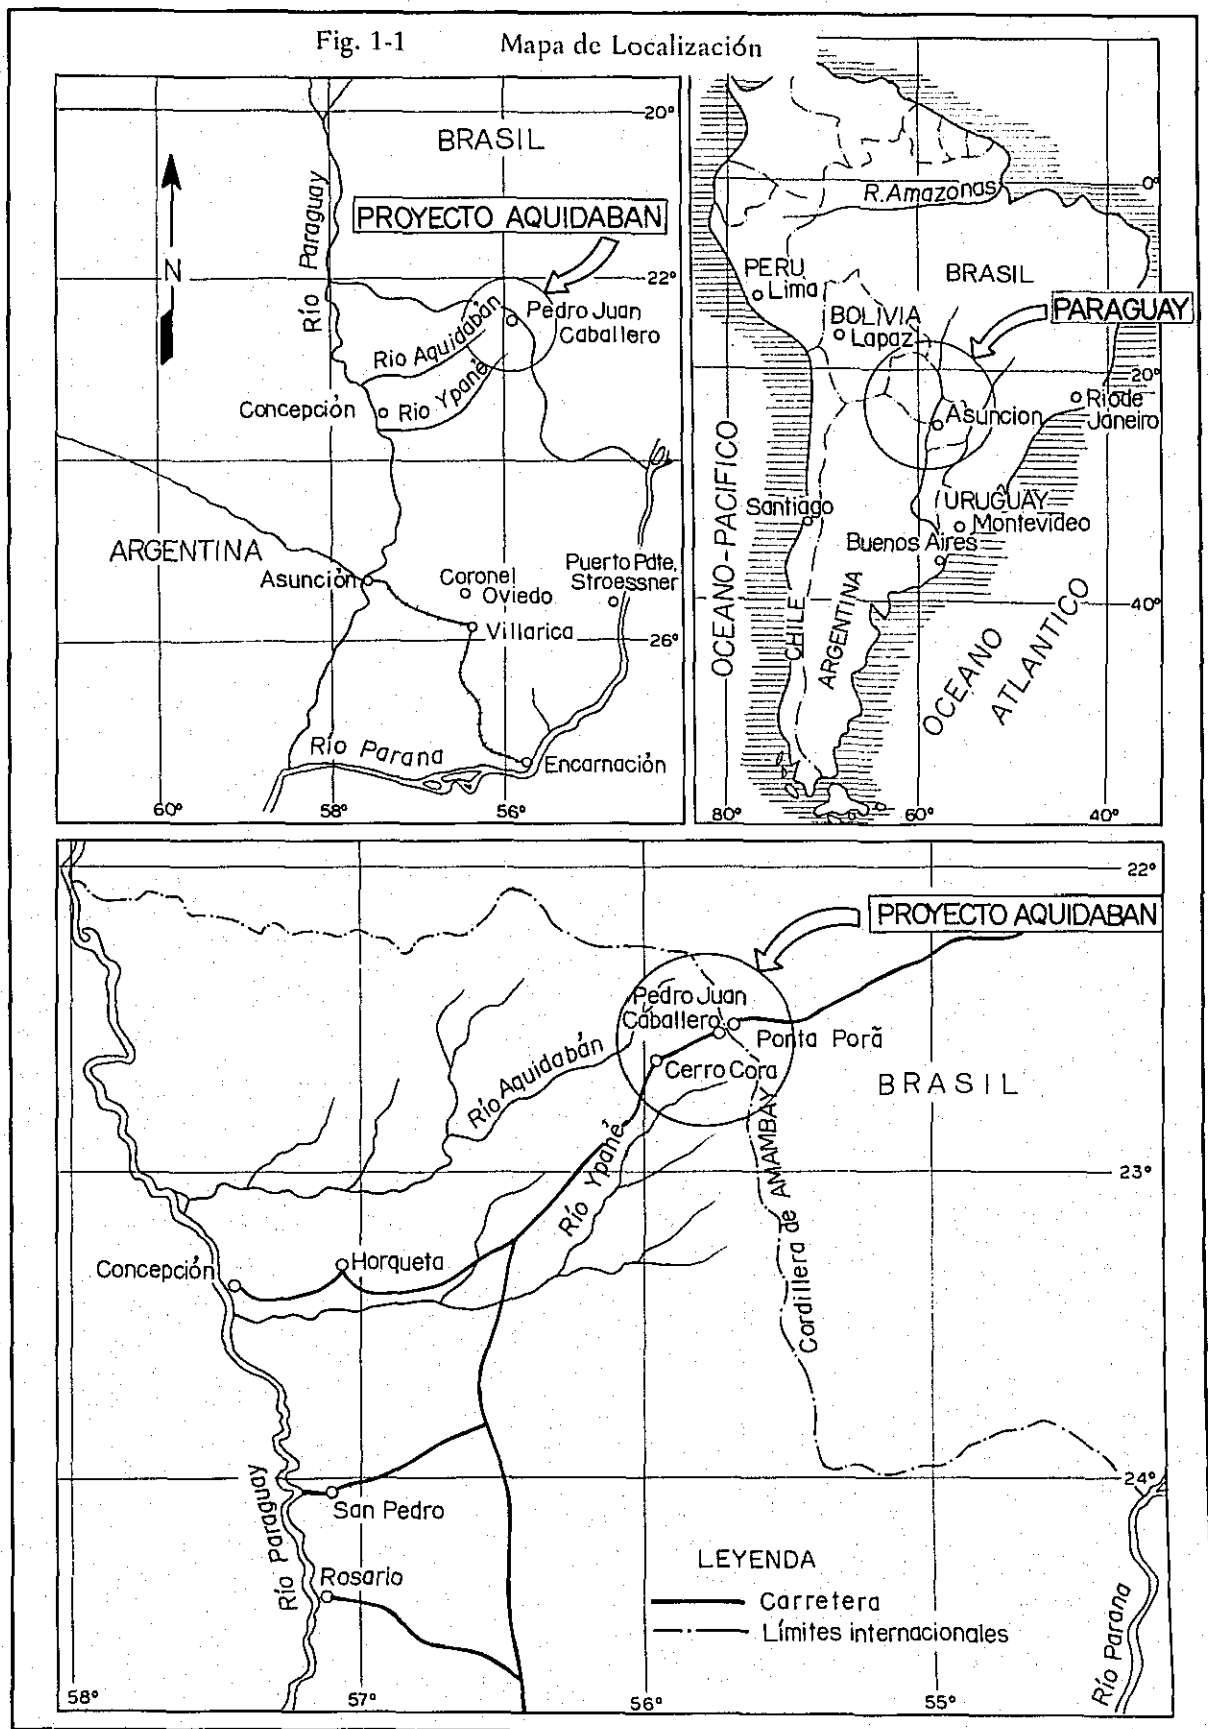 Fig. 1-1 Mapa de Localización
20°
BRASIL
Río Paraguay
PROYECTO AQUIDABAN
N
22°
Pedro Juan
Caballero
Rio Aquidabán
Rio Ypané
Concepción
ARGENTINA
Asunción
Coronel
Oviedo
Puerto Pdte.
Stroessner
Villarica
26°
Río Parana
Encarnación
60°
58°
56°
R. Amazonas
0°
PERU
Lima
BRASIL
BOLIVIA
Lapaz
PARAGUAY
20°
Rio de
Janeiro
Asuncion
OCEANO-PACIFICO
Santiago
URUGUAY
Montevideo
Buenos Aires
CHILE
ARGENTINA
40°
OCEANO
ATLANTICO
80°
60°
40°
22°
PROYECTO AQUIDABAN
Pedro Juan
Caballero
Ponta Porã
Cerro Cora
Río Aquidabán
BRASIL
Río Ypané
Cordillera de AMAMBAY
23°
Concepción
Horqueta
24°
San Pedro
Río Paraguay
Rosario
LEYENDA
Carretera
Límites internacionales
Río Parana
58°
57°
56°
55°